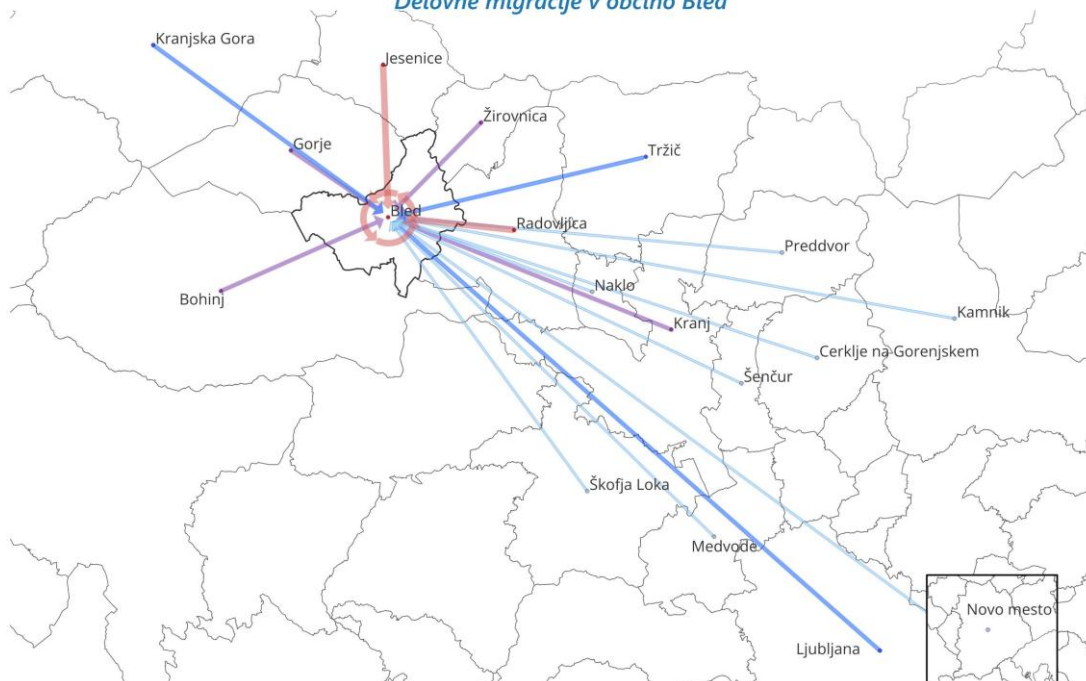 Delovne migracije v občino Bled
Kranjska Gora
Jesenice
Žirovnica
Gorje
Tržič
Bled
Radovljica
Preddvor
Bohinj
Naklo
Kamnik
Kranj
Cerklje na Gorenjskem
Šenčur
Škofja Loka
Medvode
Novo mesto
Ljubljana